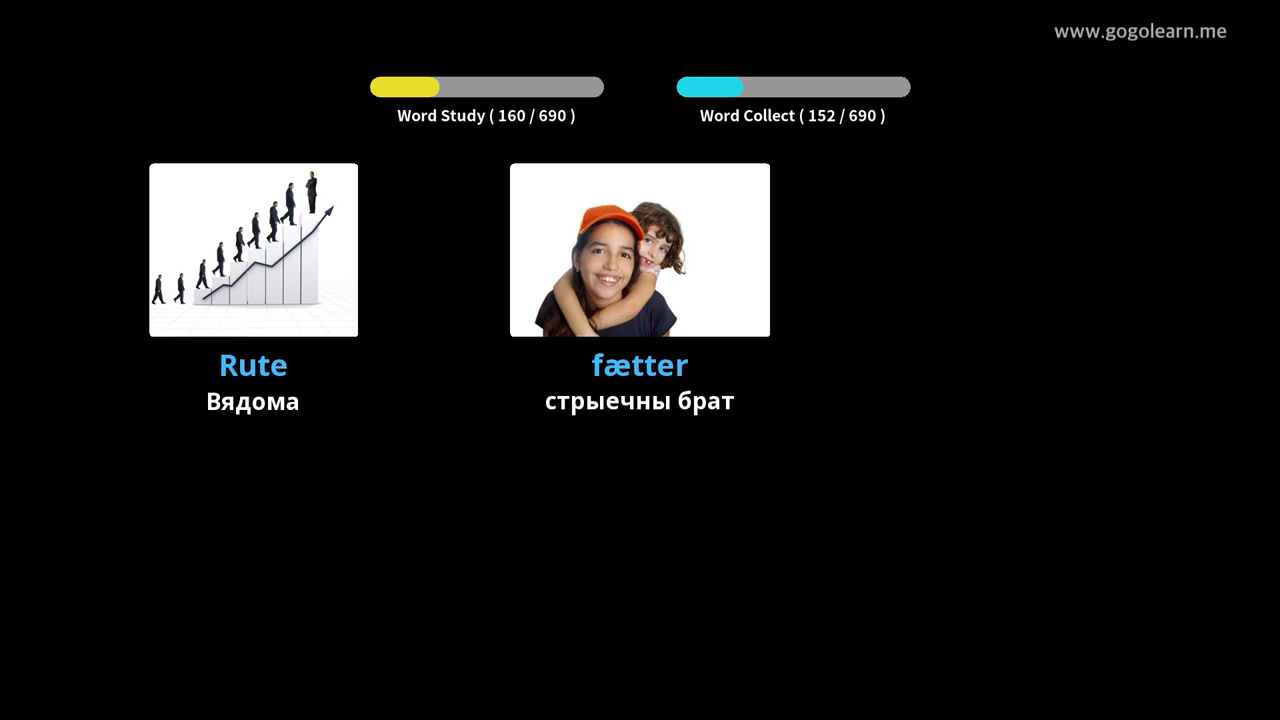 www.gogolearn.me
Word Study ( 160 / 690 )
Word Collect ( 152 / 690 )
Rute
Вядома
fætter
стрыечны брат